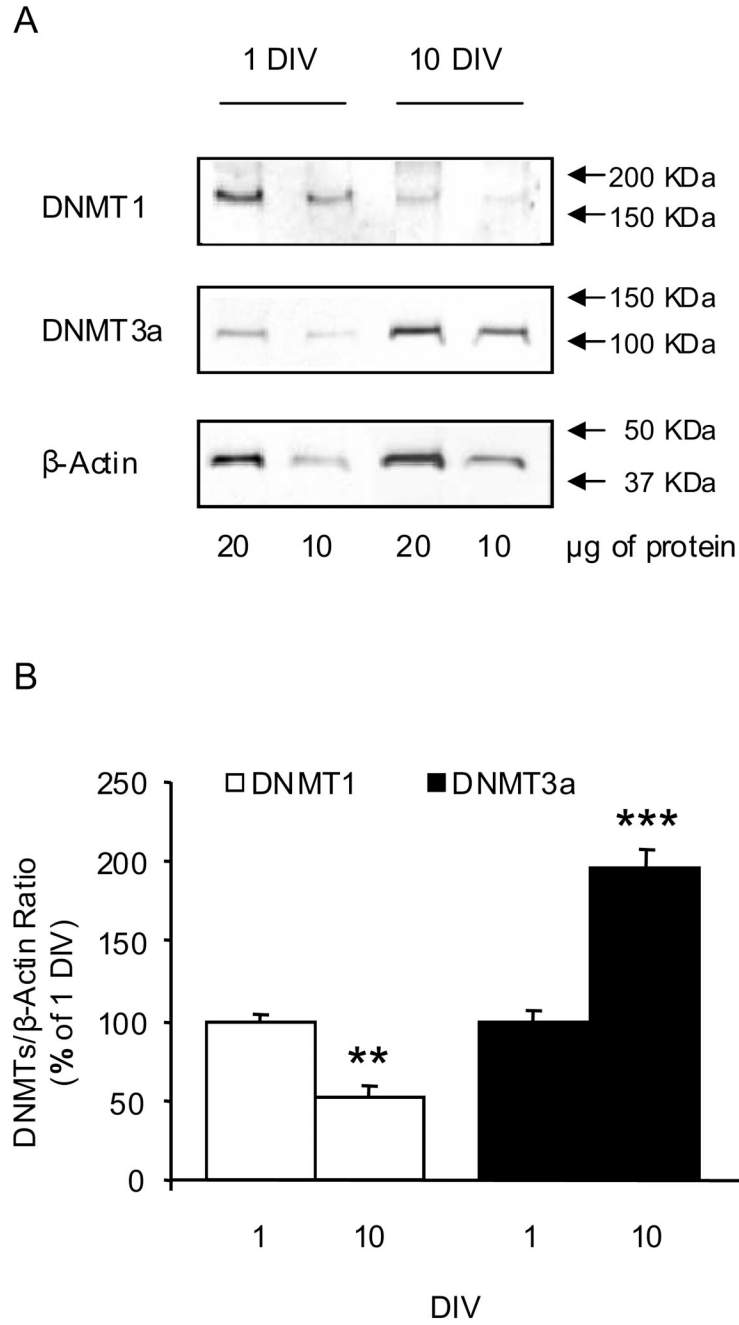 A
1 DIV 10 DIV
DNMT1
200 KDa
150 KDa
DNMT3a
150 KDa
100 KDa
β-Actin
50 KDa
37 KDa
20 10 20 10 µg of protein
B
DNMTs/β-Actin Ratio
(% of 1 DIV)
250
200
150
100
50
0
DNMT1 DNMT3a
**
***
1 10 1 10
DIV